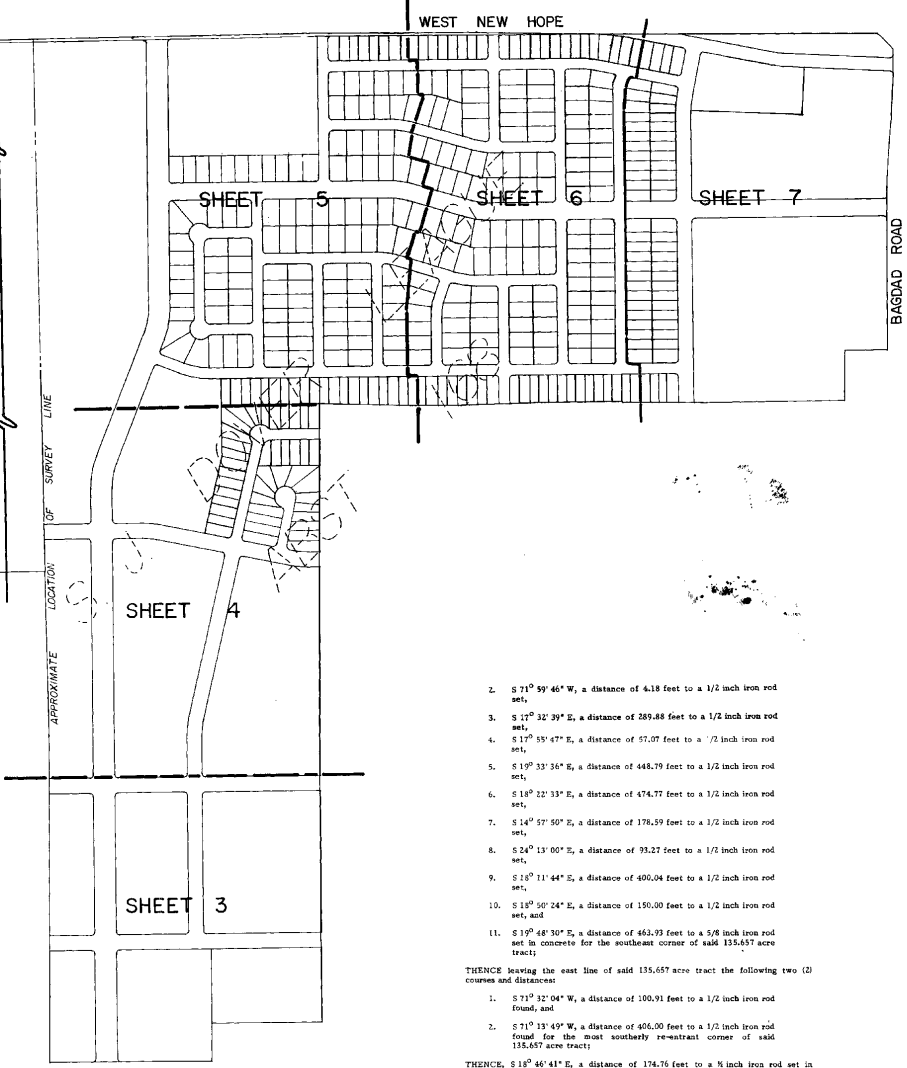 WEST NEW HOPE
SHEET 5
SHEET 6
SHEET 7
BAGDAD ROAD
APPROXIMATE LOCATION OF SURVEY LINE
SHEET 4
SHEET 3
2. S 71° 59' 46" W, a distance of 4.18 feet to a 1/2 inch iron rod
set,
3. S 17° 32' 39" E, a distance of 289.88 feet to a 1/2 inch iron rod
set,
4. S 17° 55' 47" E, a distance of 57.07 feet to a 1/2 inch iron rod
set,
5. S 19° 33' 36" E, a distance of 448.79 feet to a 1/2 inch iron rod
set,
6. S 18° 22' 33" E, a distance of 474.77 feet to a 1/2 inch iron rod
set,
7. S 14° 57' 50" E, a distance of 178.59 feet to a 1/2 inch iron rod
set,
8. S 24° 13' 00" E, a distance of 93.27 feet to a 1/2 inch iron rod
set,
9. S 18° 11' 44" E, a distance of 400.04 feet to a 1/2 inch iron rod
set,
10. S 18° 50' 24" E, a distance of 150.00 feet to a 1/2 inch iron rod
set, and
11. S 19° 48' 30" E, a distance of 463.93 feet to a 5/8 inch iron rod
set in concrete for the southeast corner of said 135.657 acre
tract;
THENCE leaving the east line of said 135.657 acre tract the following two (2)
courses and distances:
1. S 71° 32' 04" W, a distance of 100.91 feet to a 1/2 inch iron rod
found, and
2. S 71° 13' 49" W, a distance of 406.00 feet to a 1/2 inch iron rod
found for the most southerly re-entrant corner of said
135.657 acre tract;
THENCE, S 18° 46' 41" E, a distance of 174.76 feet to a ½ inch iron rod set in